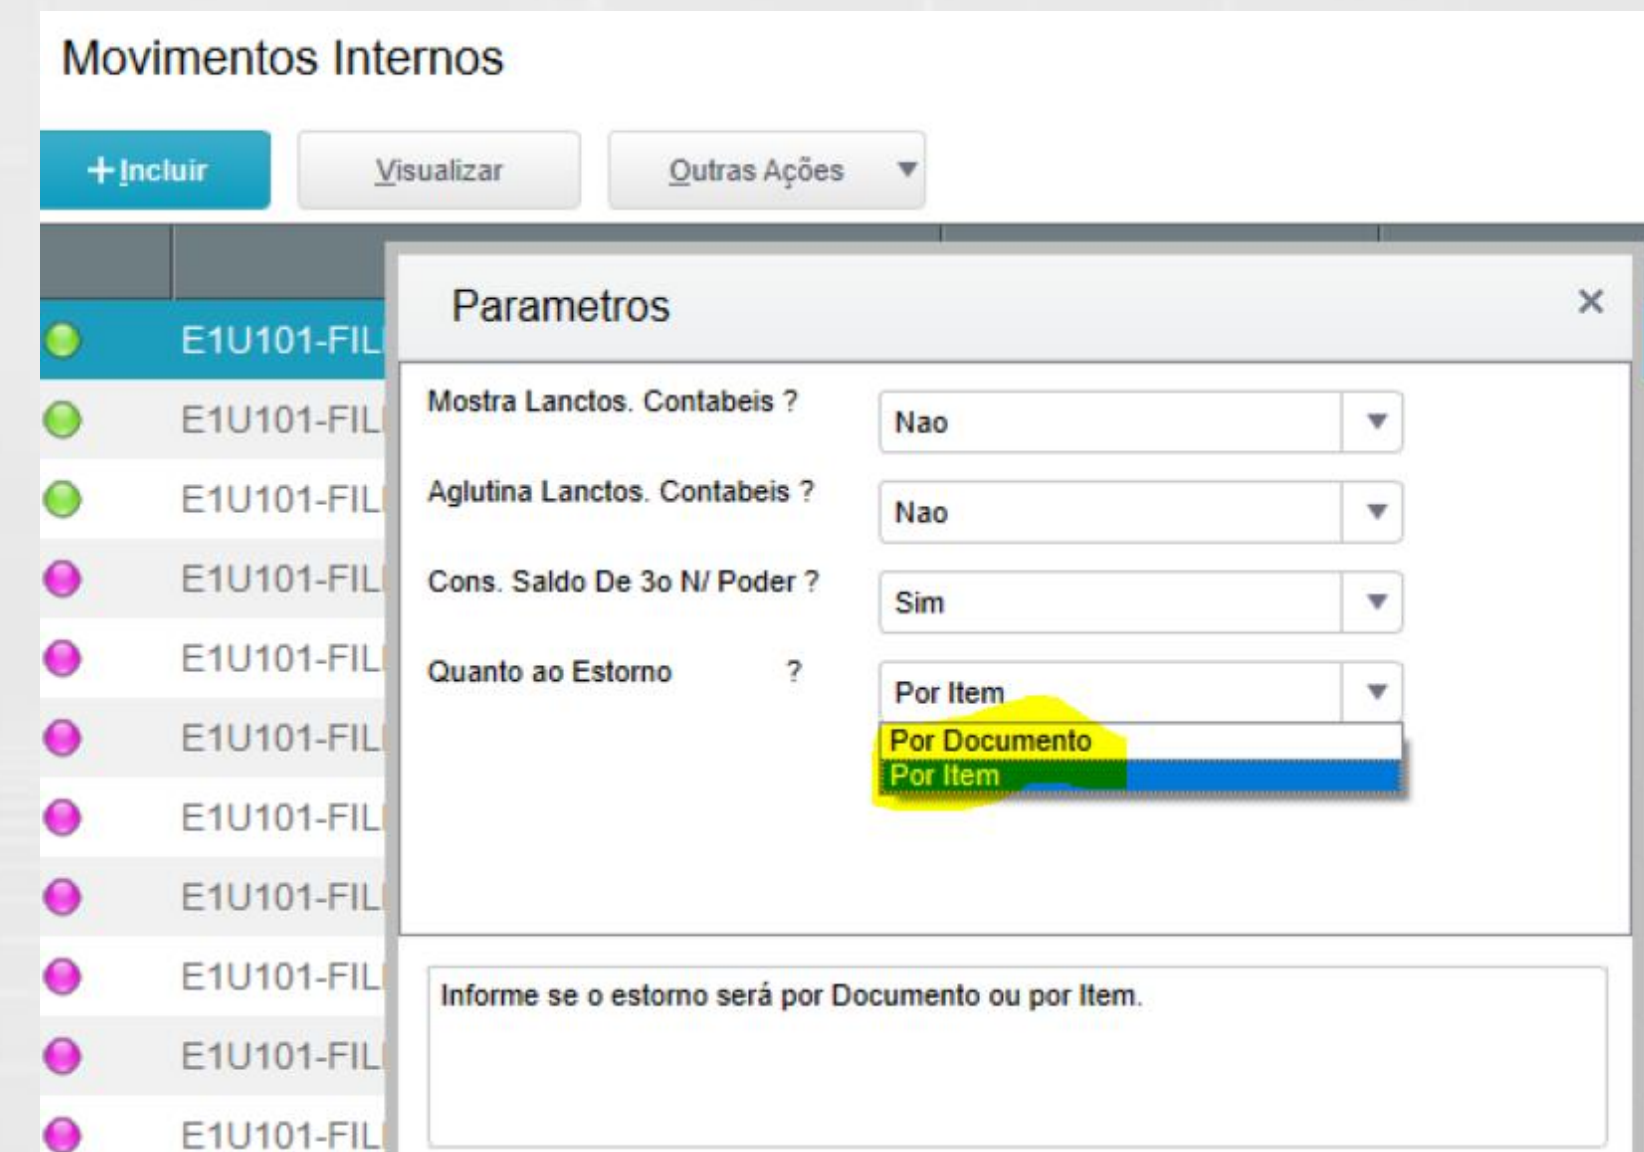 Movimentos Internos
+Incluir Visualizar Outras Ações
Parametros
E1U101-FIL
Mostra Lanctos. Contabeis ? Nao
E1U101-FIL
E1U101-FIL
Aglutina Lanctos. Contabeis ? Nao
E1U101-FIL
Cons. Saldo De 3o N/ Poder ? Sim
E1U101-FIL
Quanto ao Estorno ? Por Item
Por Documento
Por Item
E1U101-FIL
E1U101-FIL
E1U101-FIL
E1U101-FIL
Informe se o estorno será por Documento ou por Item.
E1U101-FIL
E1U101-FIL